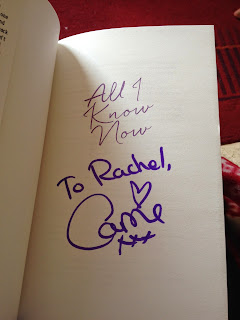 All I
Know
Now
To Rachel,
Carrie
xxx